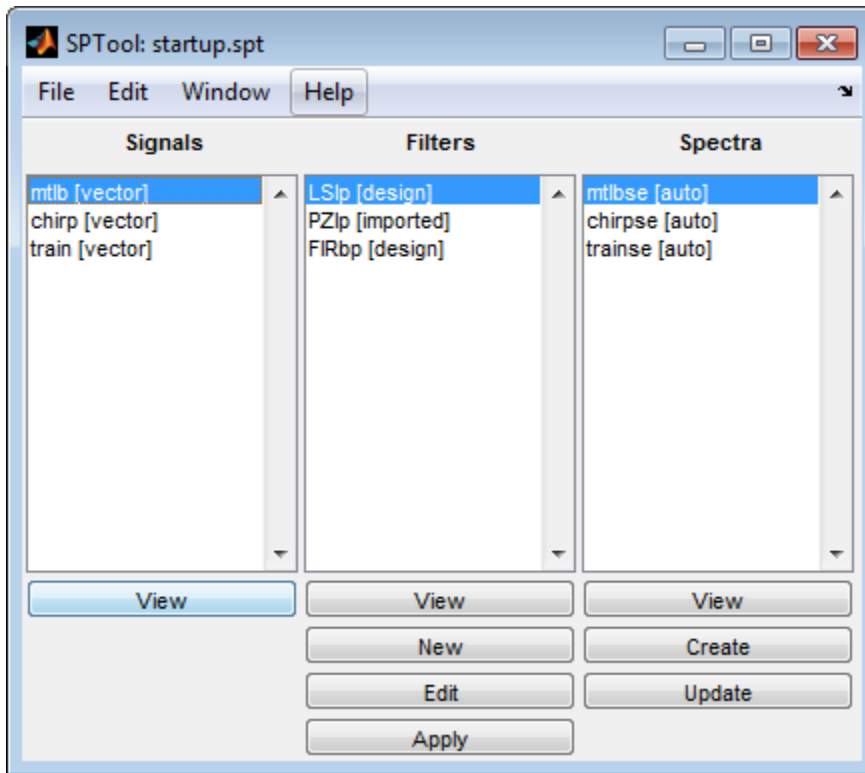 SPTool: startup.spt
File Edit Window Help
Signals Filters Spectra
mtlb [vector]
chirp [vector]
train [vector]
LSlp [design]
PZlp [imported]
FIRbp [design]
mtlbse [auto]
chirpse [auto]
trainse [auto]
View View View
New Create
Edit Update
Apply